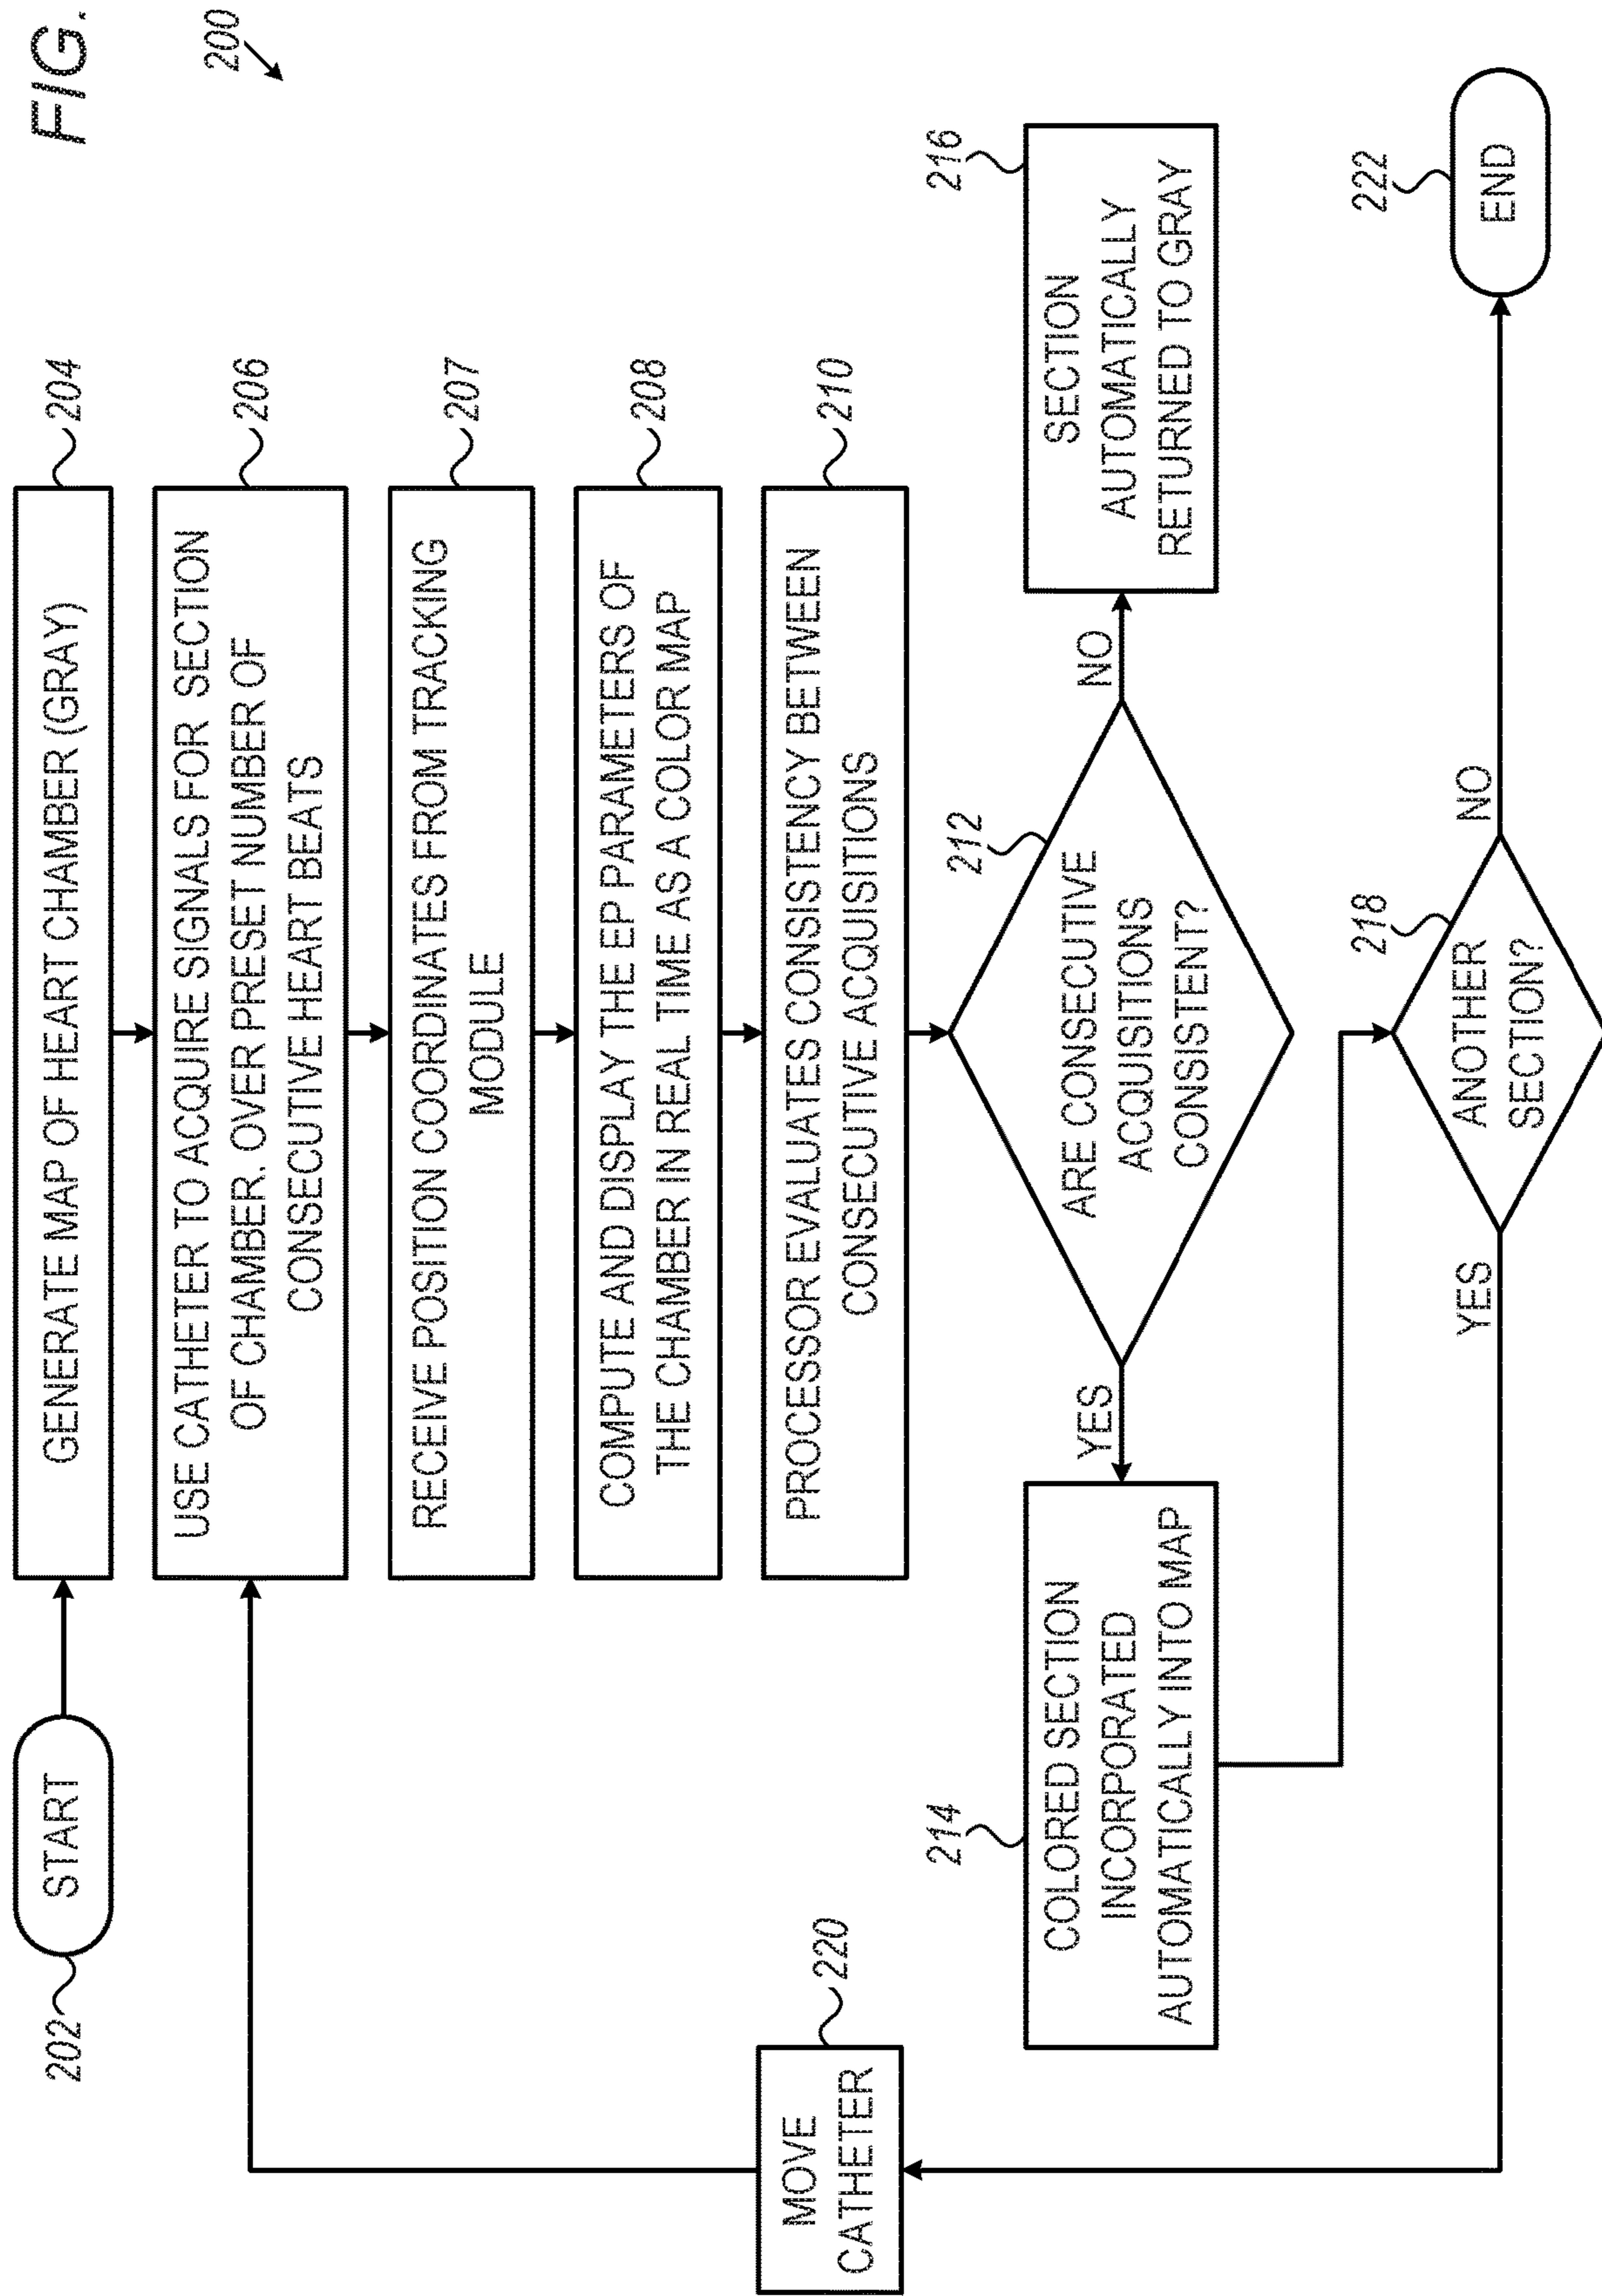 FIG.
200
START
202
GENERATE MAP OF HEART CHAMBER (GRAY)
204
USE CATHETER TO ACQUIRE SIGNALS FOR SECTION
OF CHAMBER, OVER PRESET NUMBER OF
CONSECUTIVE HEART BEATS
206
RECEIVE POSITION COORDINATES FROM TRACKING
MODULE
207
COMPUTE AND DISPLAY THE EP PARAMETERS OF
THE CHAMBER IN REAL TIME AS A COLOR MAP
208
PROCESSOR EVALUATES CONSISTENCY BETWEEN
CONSECUTIVE ACQUISITIONS
210
MOVE
CATHETER
220
212
ARE CONSECUTIVE
ACQUISITIONS
CONSISTENT?
YES
NO
214
COLORED SECTION
INCORPORATED
AUTOMATICALLY INTO MAP
216
SECTION
AUTOMATICALLY
RETURNED TO GRAY
218
ANOTHER
SECTION?
YES
NO
222
END